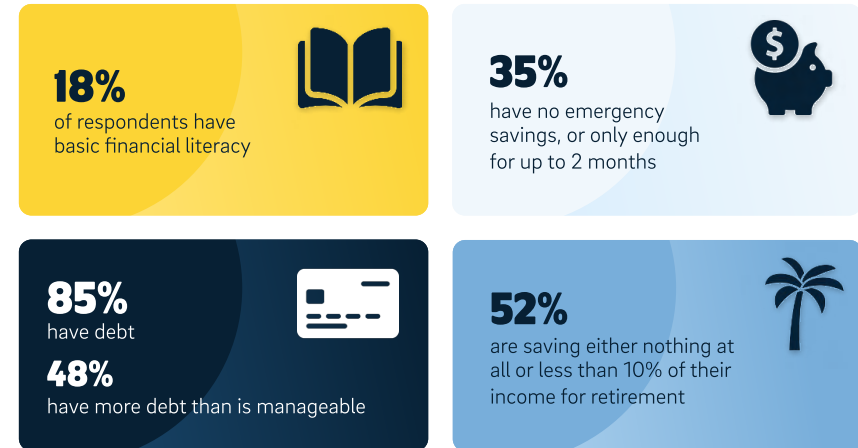 18%
of respondents have
basic financial literacy
$
35%
have no emergency
savings, or only enough
for up to 2 months
85%
have debt
48%
have more debt than is manageable
52%
are saving either nothing at
all or less than 10% of their
income for retirement